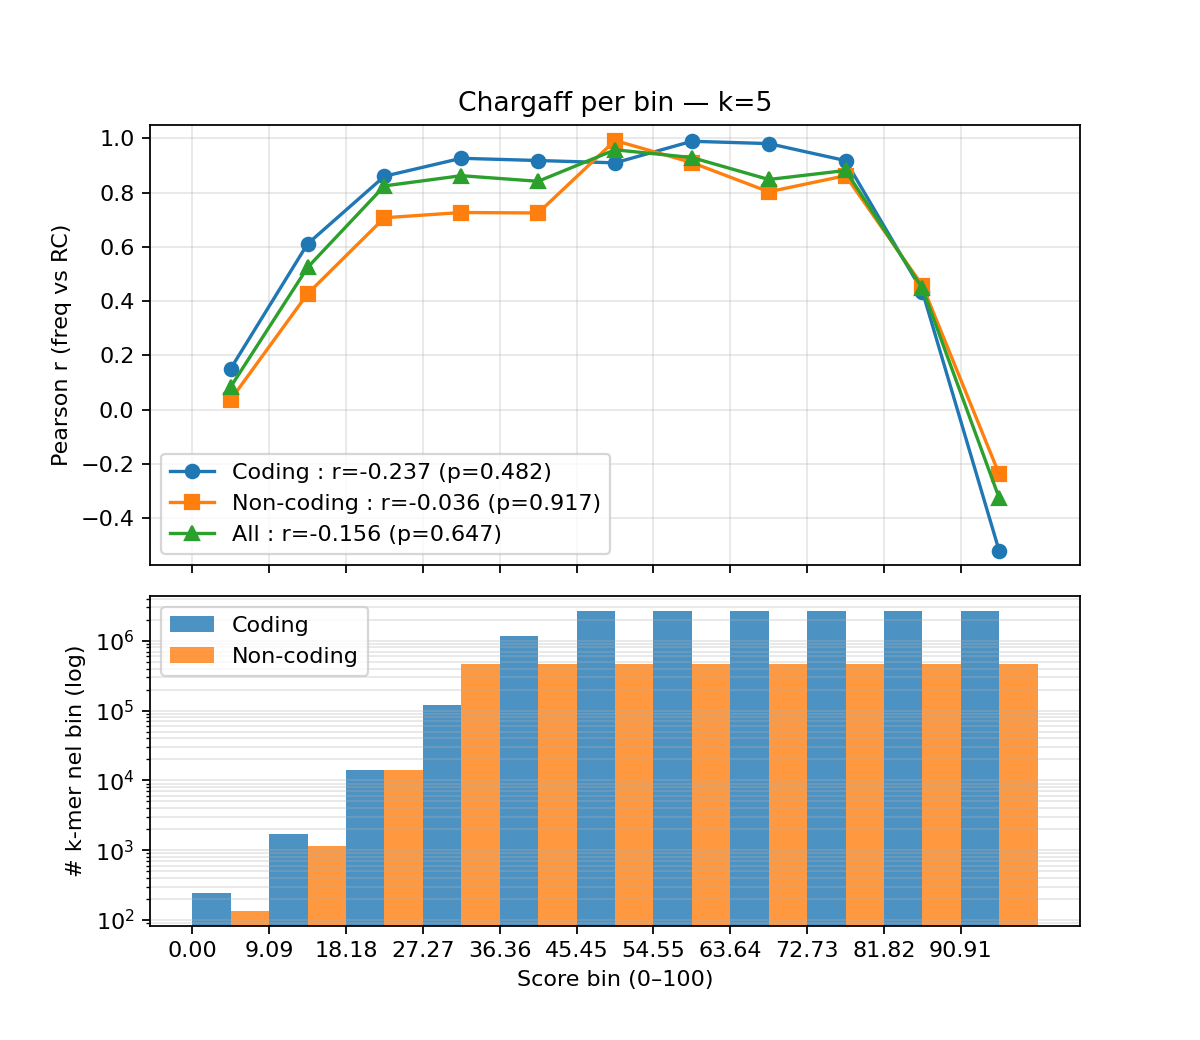 Chargaff per bin — k=5
Pearson r (freq vs RC)
1.0
0.8
0.6
0.4
0.2
0.0
−0.2
−0.4
Coding : r=-0.237 (p=0.482)
Non-coding : r=-0.036 (p=0.917)
All : r=-0.156 (p=0.647)
# k-mer nel bin (log)
10^6
10^5
10^4
10^3
10^2
Coding
Non-coding
0.00 9.09 18.18 27.27 36.36 45.45 54.55 63.64 72.73 81.82 90.91
Score bin (0–100)